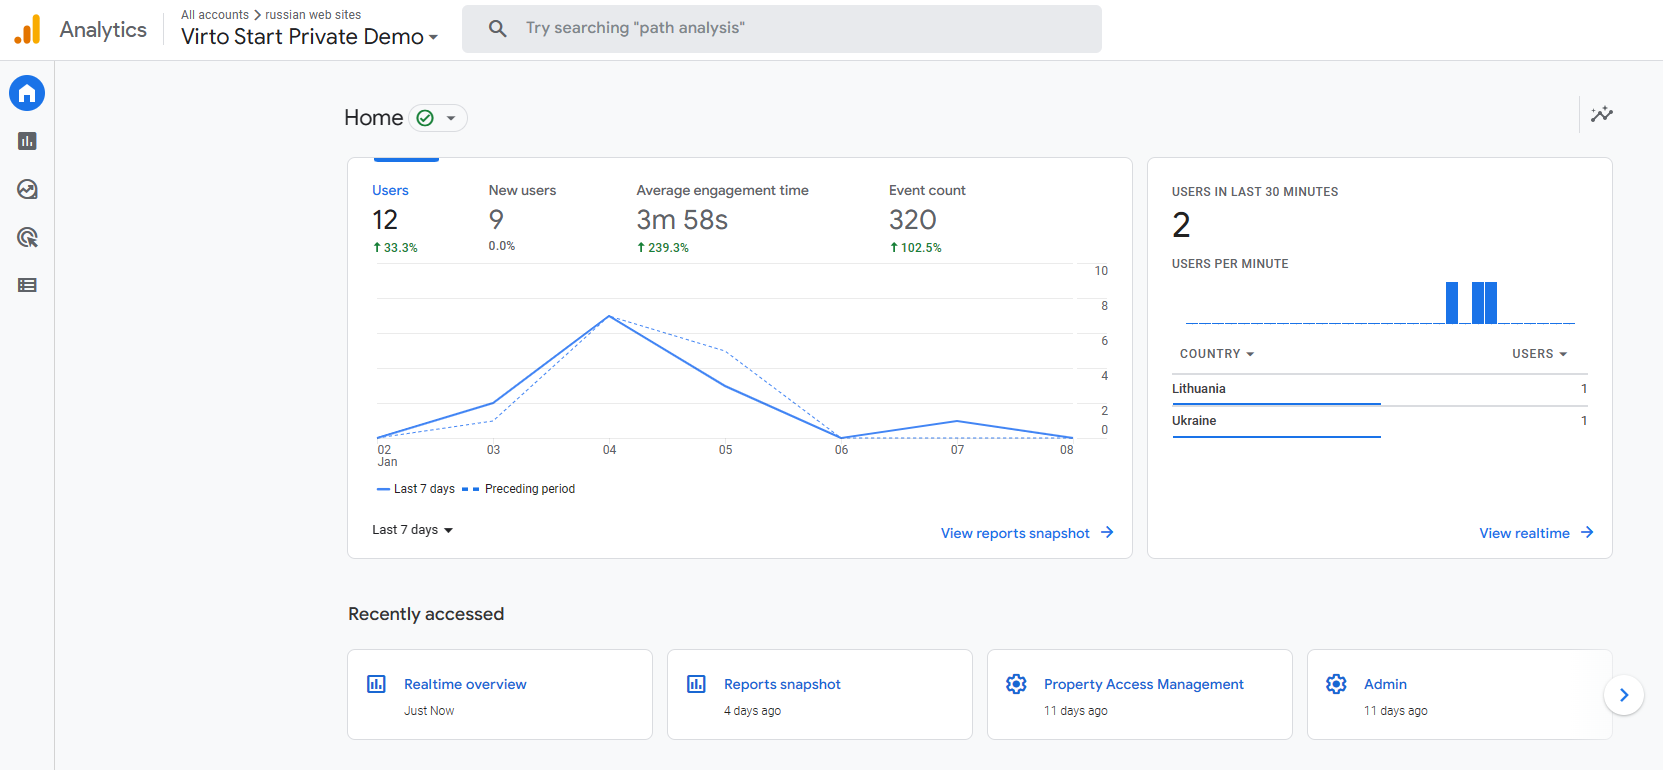 Analytics
All accounts > russian web sites
Virto Start Private Demo
Try searching "path analysis"
Home
Users
12
33.3%
New users
9
0.0%
Average engagement time
3m 58s
239.3%
Event count
320
102.5%
10
8
6
4
2
0
02
Jan
03
04
05
06
07
08
Last 7 days
Preceding period
Last 7 days
View reports snapshot
USERS IN LAST 30 MINUTES
2
USERS PER MINUTE
COUNTRY
USERS
Lithuania
1
Ukraine
1
View realtime
Recently accessed
Realtime overview
Just Now
Reports snapshot
4 days ago
Property Access Management
11 days ago
Admin
11 days ago